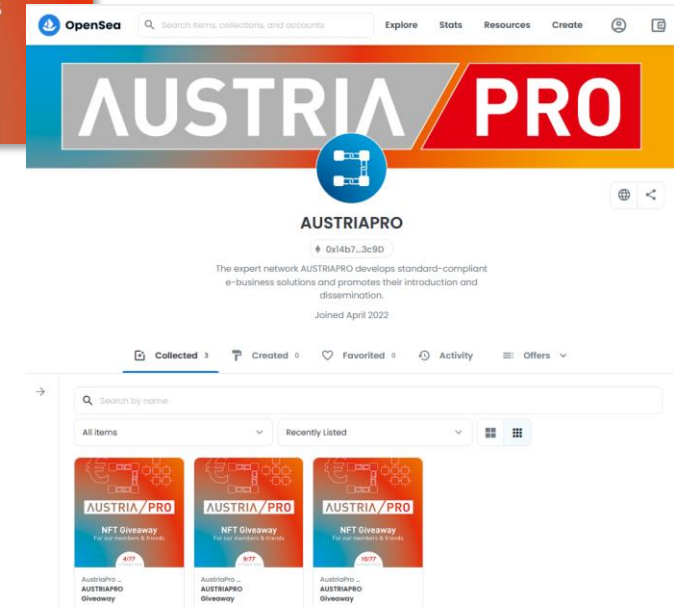 s
OpenSea
Search items, collections, and accounts
Explore Stats Resources Create
AUSTRIA/PRO
AUSTRIAPRO
0x14b7...3c9D
The expert network AUSTRIAPRO develops standard-compliant
e-business solutions and promotes their introduction and
dissemination.
Joined April 2022
Collected 3 Created 0 Favorited 0 Activity Offers
Search by name
All items Recently Listed
AUSTRIA/PRO
NFT Giveaway
For our members & friends
4/77
AustriaPro ...
AUSTRIAPRO
Giveaway
AUSTRIA/PRO
NFT Giveaway
For our members & friends
9/77
AustriaPro ...
AUSTRIAPRO
Giveaway
AUSTRIA/PRO
NFT Giveaway
For our members & friends
10/77
AustriaPro ...
AUSTRIAPRO
Giveaway